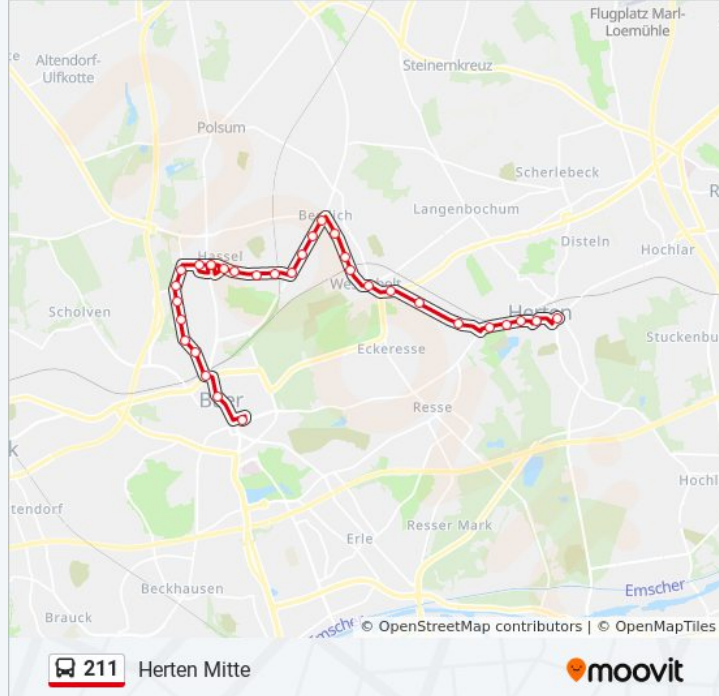 Flugplatz Marl-
Loemühle
Altendorf-
Ulfkotte
Steinernkreuz
Polsum
Scherlebeck
R
Langenbochum
Disteln
Hochlar
Hassel
Scholven
Herten
Stuckenbu
Eckeresse
Resse
k
Hochl
tendorf
Resser Mark
Erle
Beckhausen
Emscher
Brauck
© OpenStreetMap contributors | © OpenMapTiles
211 Herten Mitte
moovit